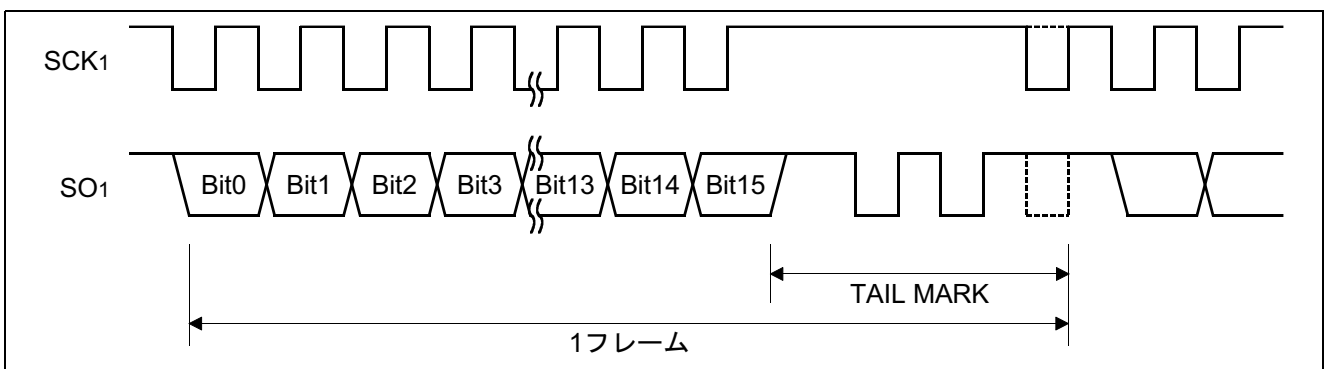 SCK1
SO1
Bit0 Bit1 Bit2 Bit3 Bit13 Bit14 Bit15
TAIL MARK
1フレーム